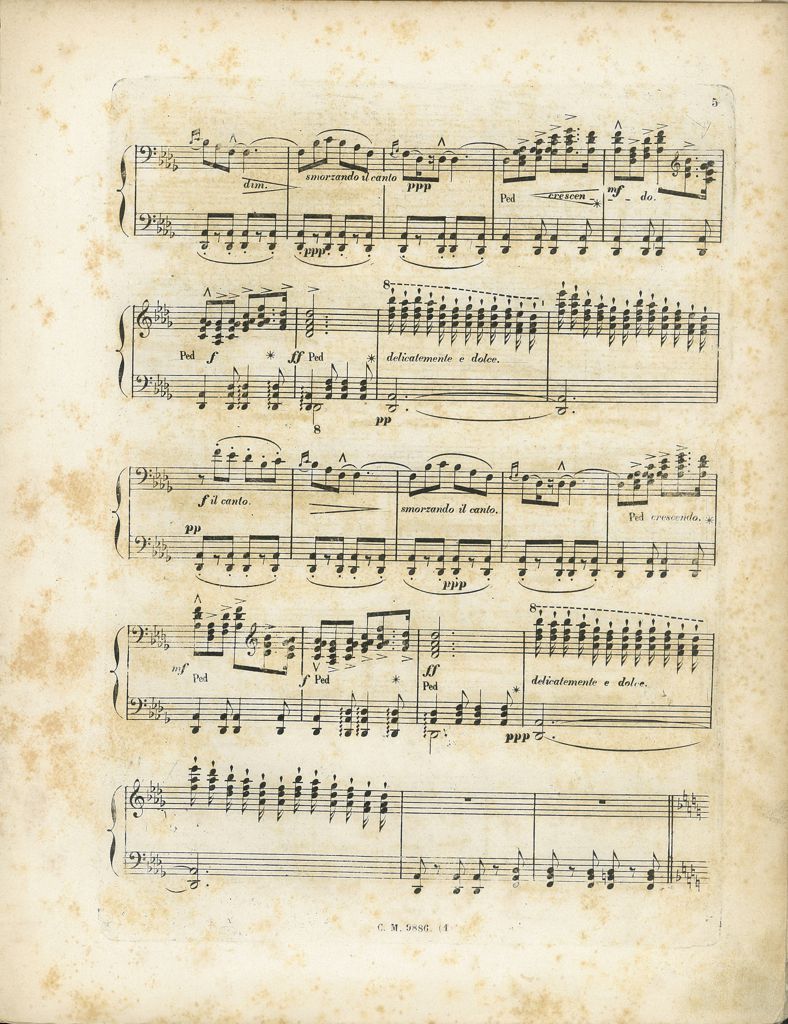 5
dim. smorzando il canto ppp
Ped crescen - - - do. mf
ppp.
8
Ped f * ff Ped * delicatemente e dolce.
pp
8
f il canto. smorzando il canto. Ped crescendo. *
pp
ppp
8
mf Ped f Ped * ff Ped * delicatemente e dolce.
ppp
C. M. 9886. (1